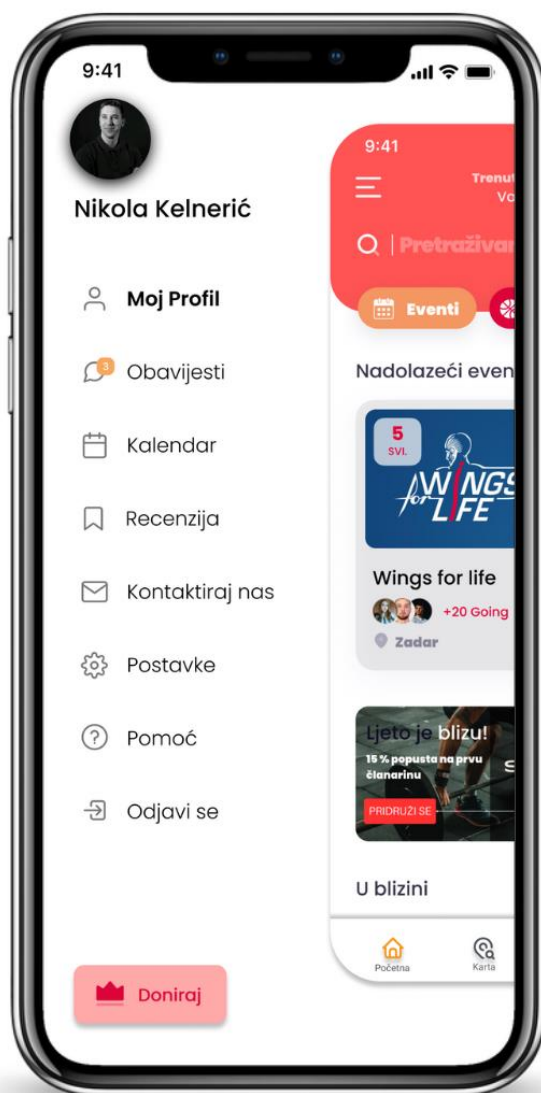 9:41
Nikola Kelnerić
Moj Profil
3
Obavijesti
Kalendar
Recenzija
Kontaktiraj nas
Postavke
Pomoć
Odjavi se
Doniraj
9:41
Trenut
Vo
Pretraživan
Eventi
Nadolazeći even
5
SVI.
WINGS
for LIFE
Wings for life
+20 Going
Zadar
Ljeto je blizu!
15 % popusta na prvu
članarinu
S
PRIDRUŽI SE
U blizini
Početna
Karta